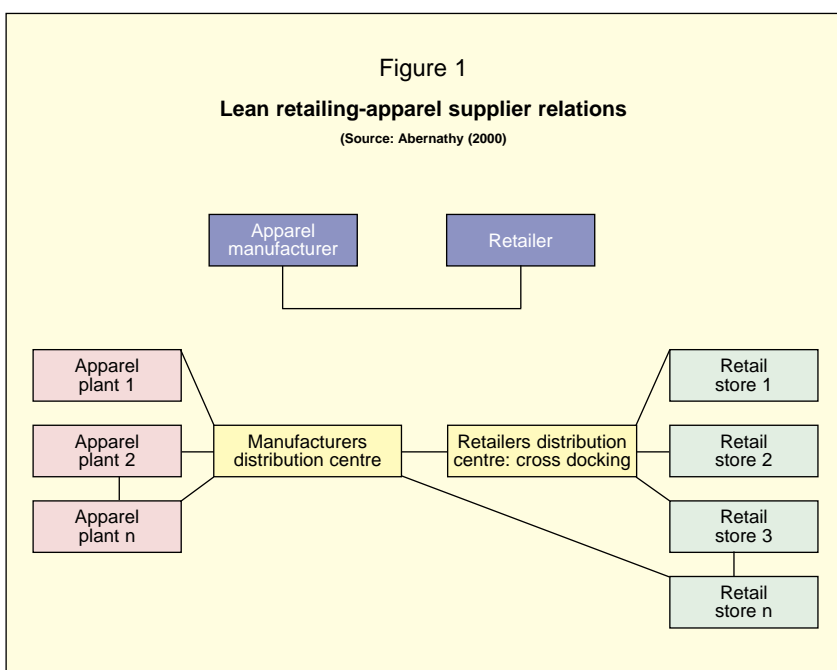 Figure 1
Lean retailing-apparel supplier relations
(Source: Abernathy (2000)
Apparel
manufacturer
Retailer
Apparel
plant 1
Retail
store 1
Apparel
plant 2
Manufacturers
distribution centre
Retailers distribution
centre: cross docking
Retail
store 2
Apparel
plant n
Retail
store 3
Retail
store n